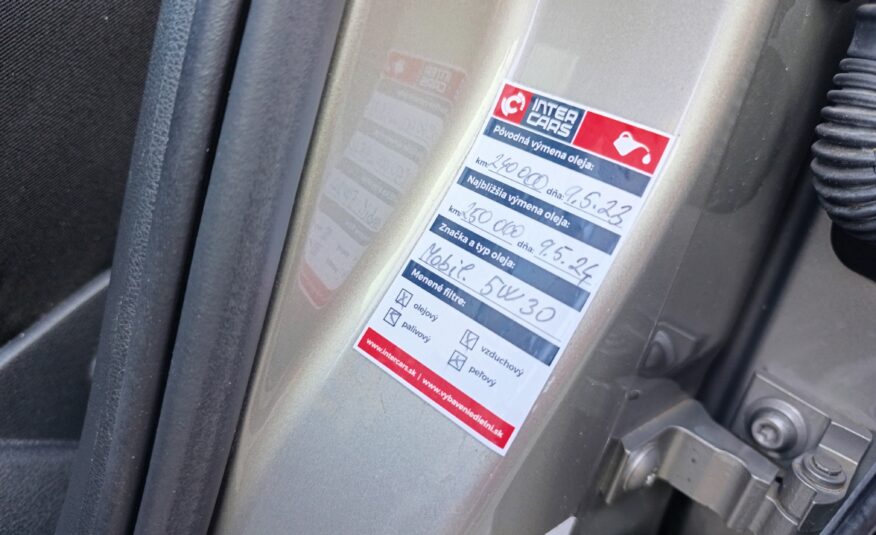 INTER
CARS
Pôvodná výmena oleja:
km: 240 000 dňa: 9.5.23
Najbližšia výmena oleja:
km: 250 000 dňa: 9.5.24
Značka a typ oleja:
Mobil 5W30
Menené filtre:
olejový
vzduchový
palivový
peľový
www.intercars.sk | www.vybaveniedielni.sk